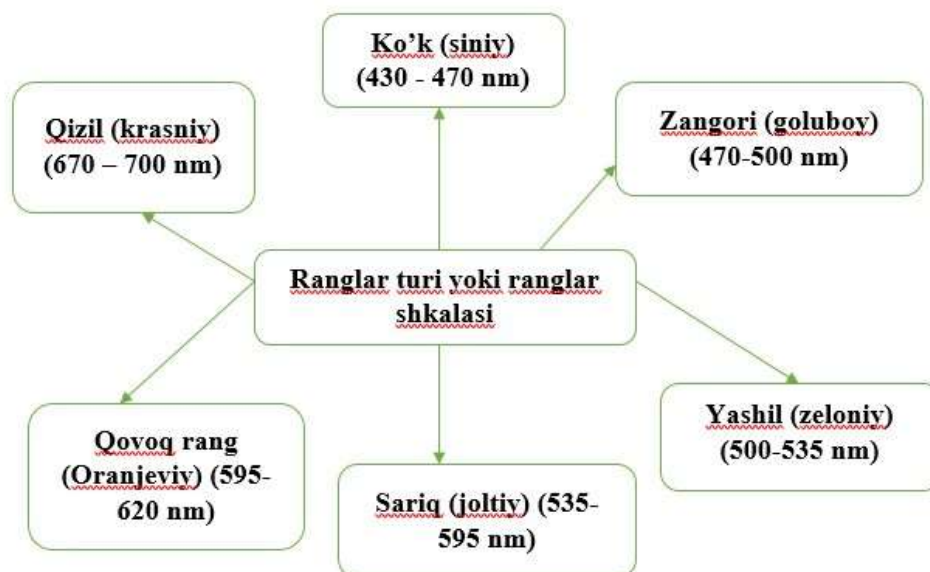 Ko’k (siniy)
(430 - 470 nm)
Qizil (krasniy)
(670 – 700 nm)
Zangori (goluboy)
(470-500 nm)
Ranglar turi yoki ranglar
shkalasi
Qovoq rang
(Oranjeviy) (595-
620 nm)
Sariq (joltiy) (535-
595 nm)
Yashil (zeloniy)
(500-535 nm)